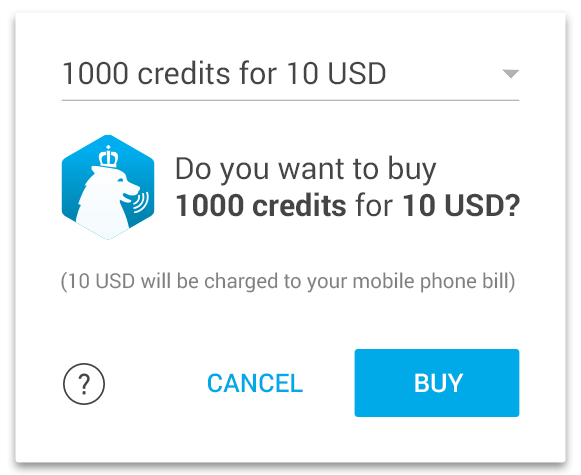 1000 credits for 10 USD
Do you want to buy
1000 credits for 10 USD?
(10 USD will be charged to your mobile phone bill)
? CANCEL BUY